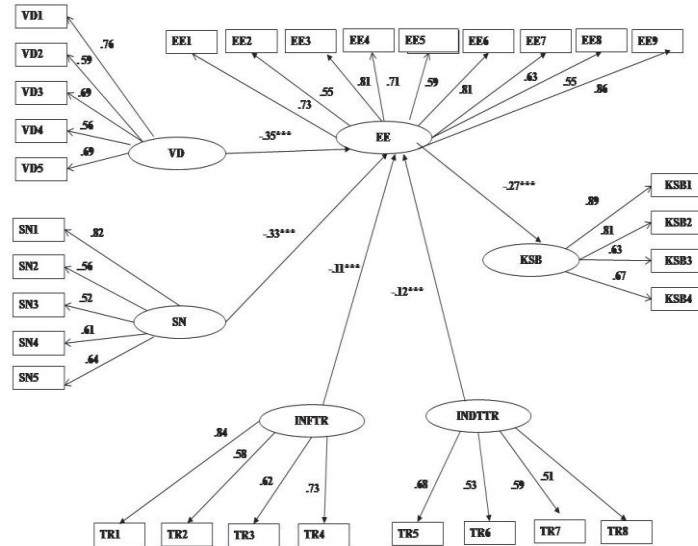 VD1
VD2
VD3
VD4
VD5
.76
.59
.69
.56
.69
VD
EE1
EE2
EE3
EE4
EE5
EE6
EE7
EE8
EE9
.73
.55
.81
.71
.59
.81
.63
.55
.86
EE
-.35***
-.27***
KSB
.89
.81
.63
.67
KSB1
KSB2
KSB3
KSB4
SN1
SN2
SN3
SN4
SN5
.82
.56
.52
.61
.64
SN
-.33***
-.11***
-.12***
INFTR
INDTTR
.84
.58
.62
.73
.68
.53
.59
.51
TR1
TR2
TR3
TR4
TR5
TR6
TR7
TR8